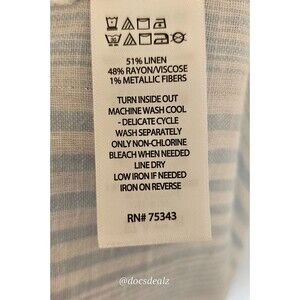 51% LINEN
48% RAYON/VISCOSE
1% METALLIC FIBERS
TURN INSIDE OUT
MACHINE WASH COOL
- DELICATE CYCLE
WASH SEPARATELY
ONLY NON-CHLORINE
BLEACH WHEN NEEDED
LINE DRY
LOW IRON IF NEEDED
IRON ON REVERSE
RN# 75343
@docsdealz